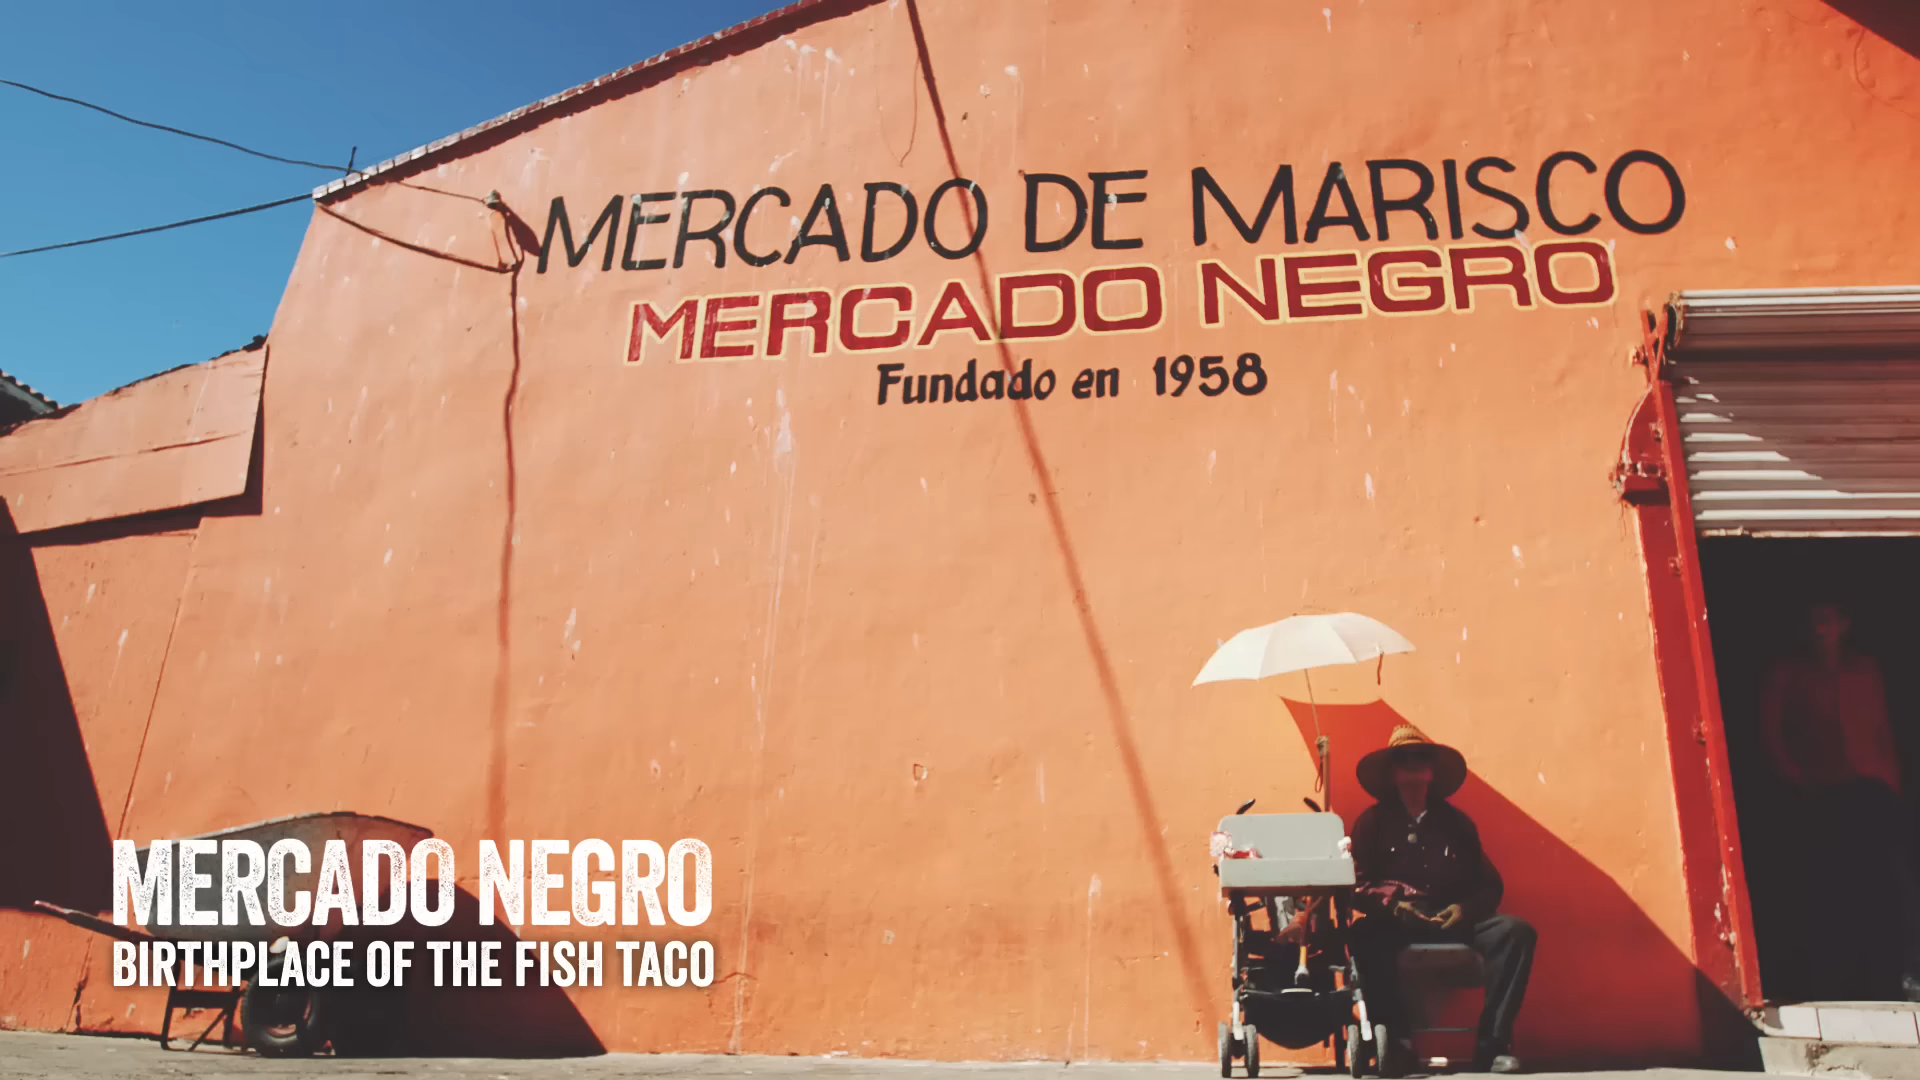 MERCADO DE MARISCO
MERCADO NEGRO
Fundado en 1958
MERCADO NEGRO
BIRTHPLACE OF THE FISH TACO